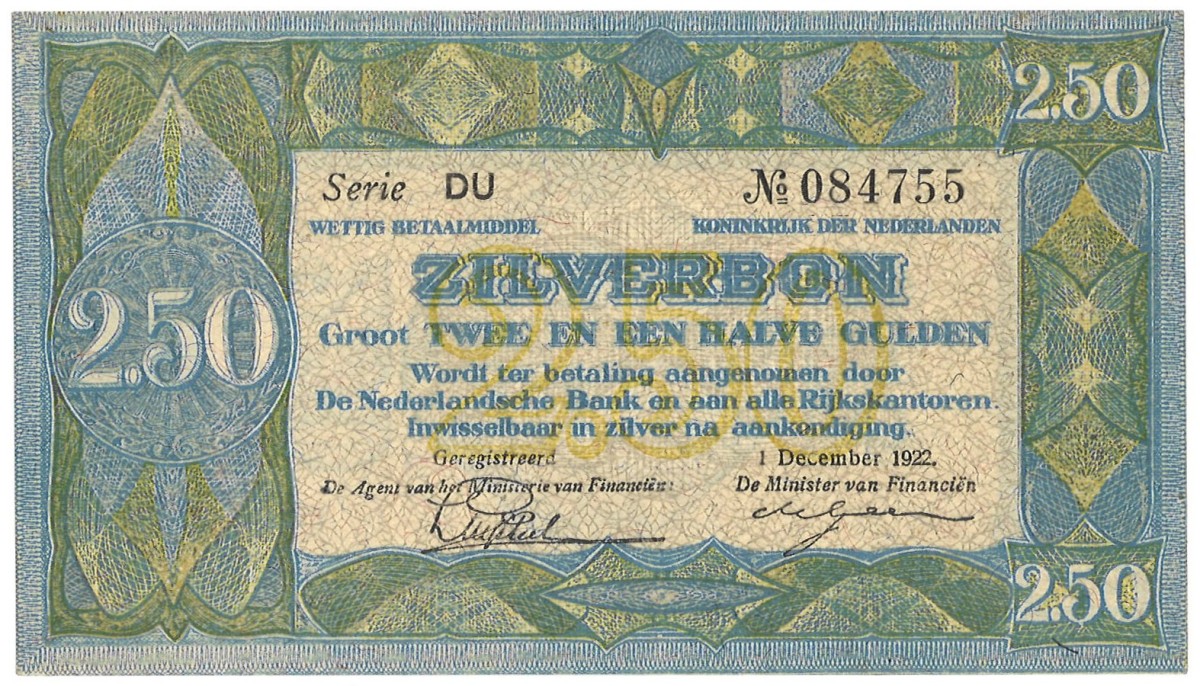 2.50
Serie DU
№ 084755
WETTIG BETAALMIDDEL
KONINKRIJK DER NEDERLANDEN
ZILVERBON
2.50
Groot TWEE EN EEN HALVE GULDEN
Wordt ter betaling aangenomen door
De Nederlandsche Bank en aan alle Rijkskantoren.
Inwisselbaar in zilver na aankondiging.
2.50
Geregistreerd
1 December 1922.
De Agent van het Ministerie van Financiën:
De Minister van Financiën
2.50